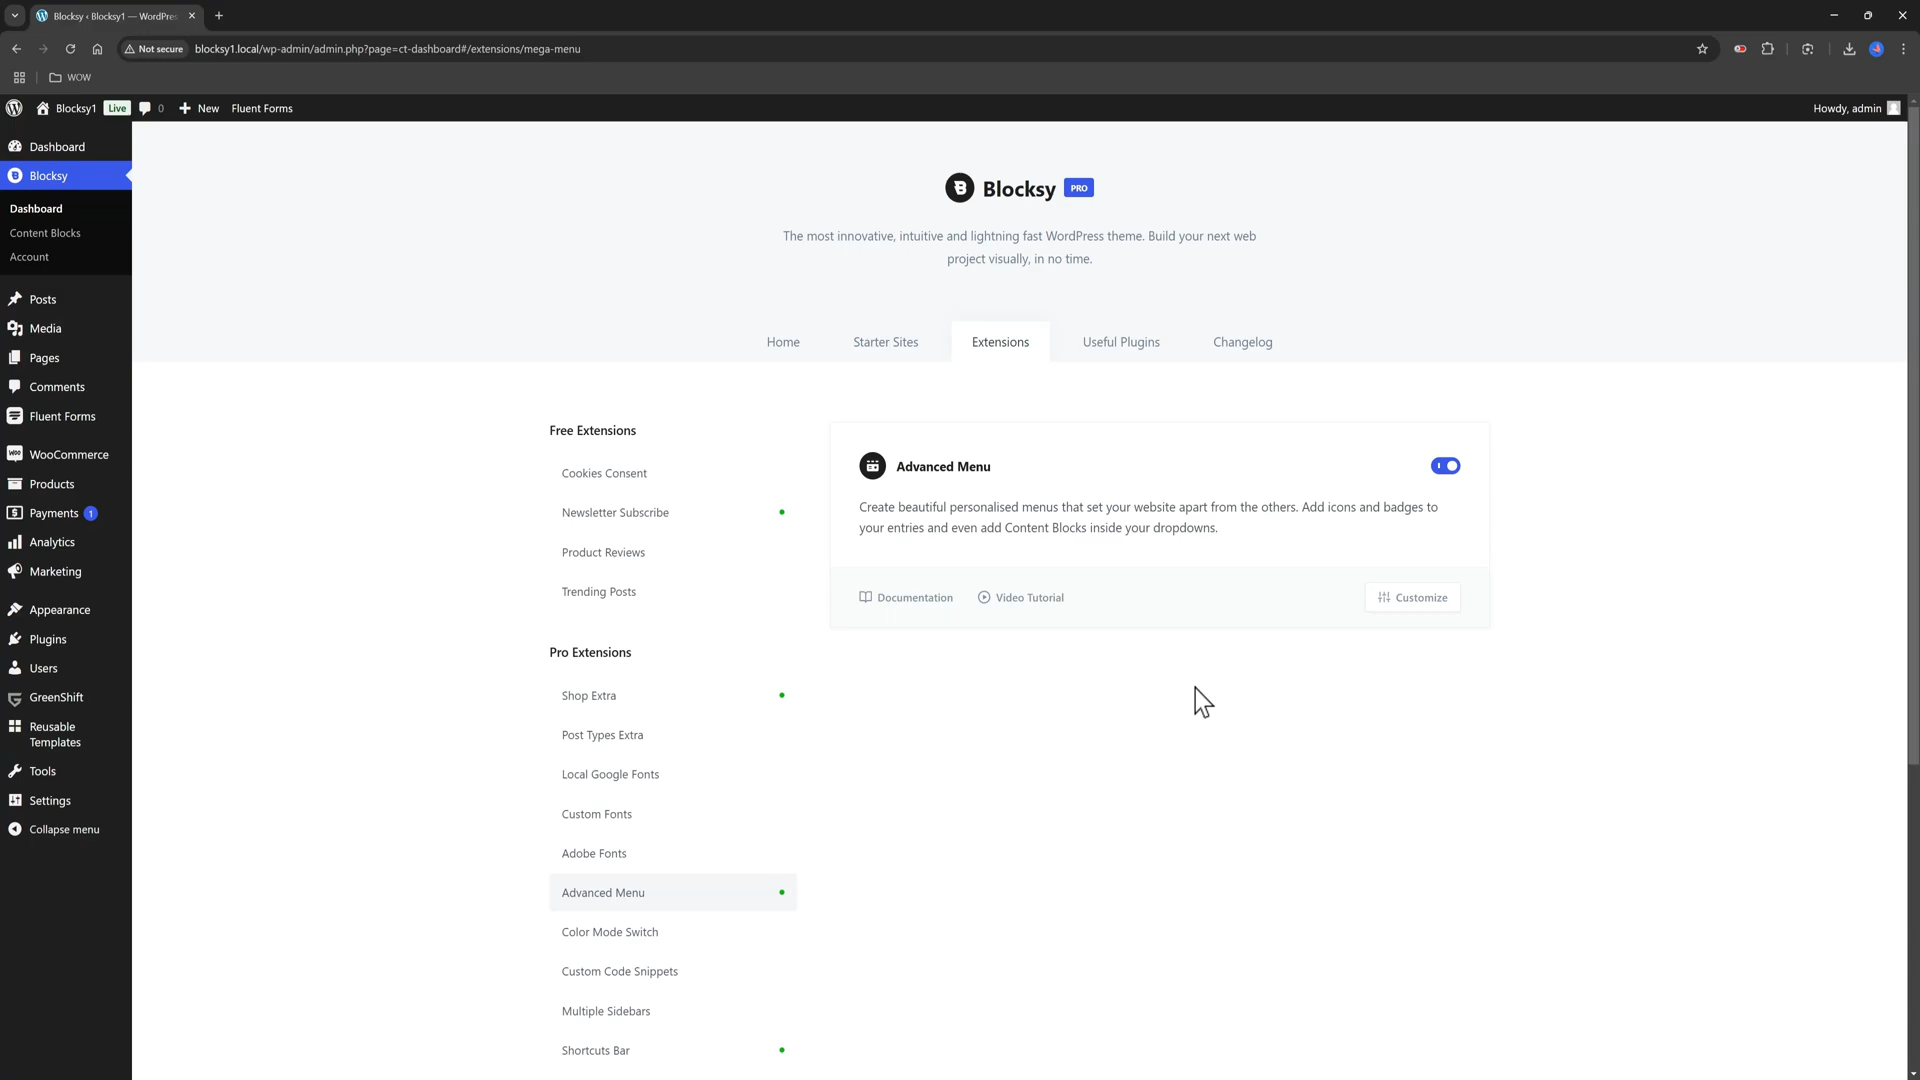 Blocksy ‹ Blocksy1 — WordPres
Not secure
blocksy1.local/wp-admin/admin.php?page=ct-dashboard#/extensions/mega-menu
WOW
Blocksy1
Live
0
New
Fluent Forms
Howdy, admin
Dashboard
Blocksy
Dashboard
Content Blocks
Account
Posts
Media
Pages
Comments
Fluent Forms
WooCommerce
Products
Payments 1
Analytics
Marketing
Appearance
Plugins
Users
GreenShift
Reusable
Templates
Tools
Settings
Collapse menu
Blocksy PRO
The most innovative, intuitive and lightning fast WordPress theme. Build your next web
project visually, in no time.
Home
Starter Sites
Extensions
Useful Plugins
Changelog
Free Extensions
Cookies Consent
Newsletter Subscribe
Product Reviews
Trending Posts
Pro Extensions
Shop Extra
Post Types Extra
Local Google Fonts
Custom Fonts
Adobe Fonts
Advanced Menu
Color Mode Switch
Custom Code Snippets
Multiple Sidebars
Shortcuts Bar
Advanced Menu
Create beautiful personalised menus that set your website apart from the others. Add icons and badges to
your entries and even add Content Blocks inside your dropdowns.
Documentation
Video Tutorial
Customize